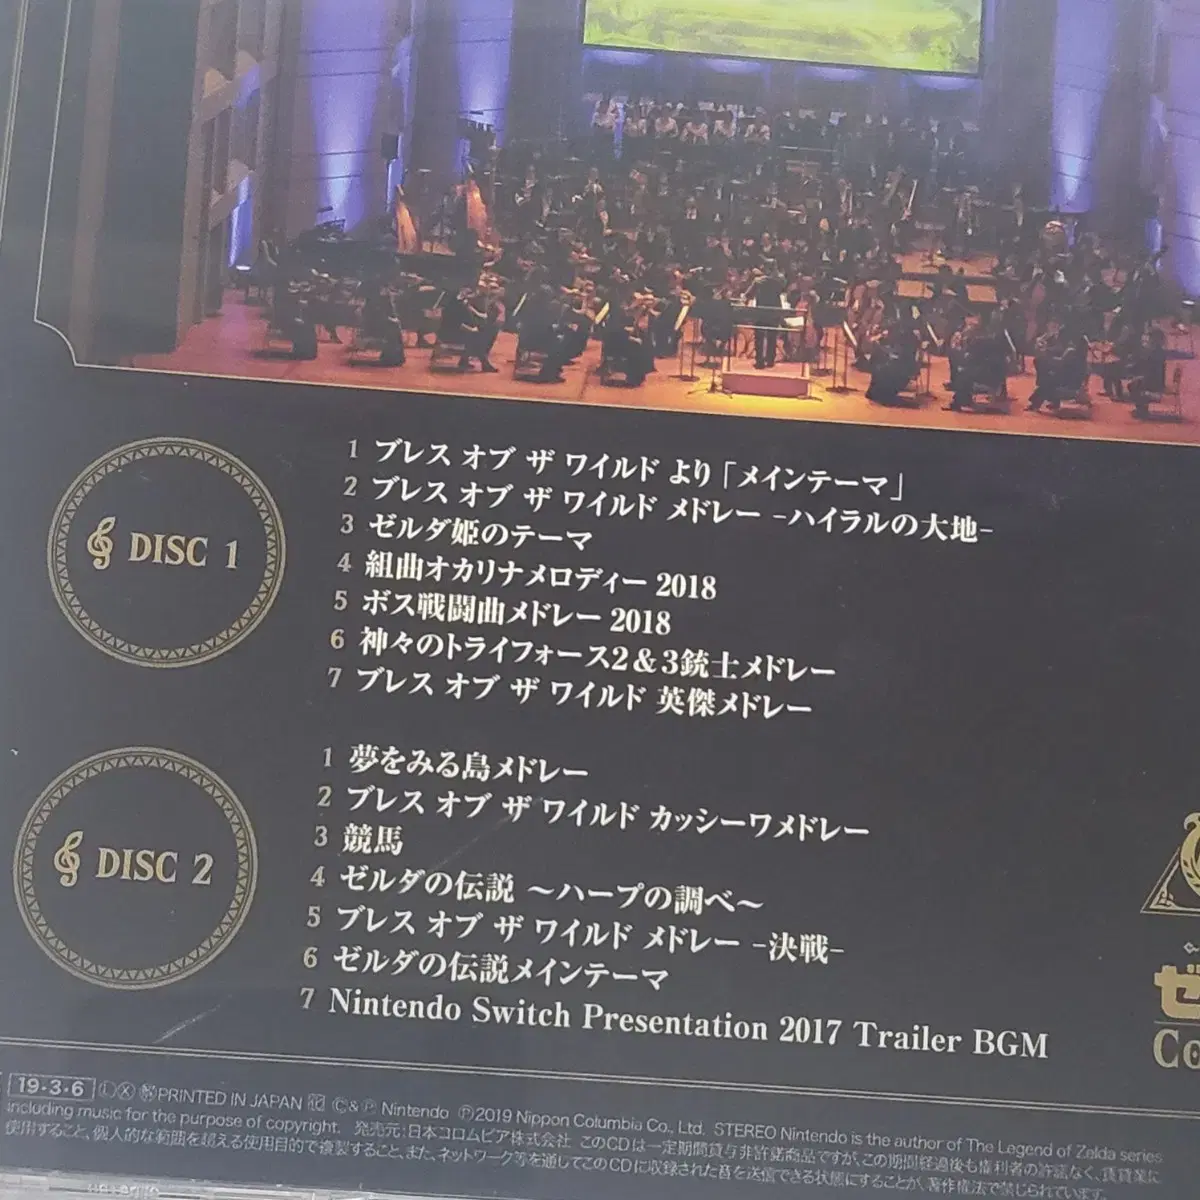 DISC 1
1 ブレス オブ ザ ワイルド より「メインテーマ」
2 ブレス オブ ザ ワイルド メドレー -ハイラルの大地-
3 ゼルダ姫のテーマ
4 組曲オカリナメロディー 2018
5 ボス戦闘曲メドレー 2018
6 神々のトライフォース2&3銃士メドレー
7 ブレス オブ ザ ワイルド 英傑メドレー
DISC 2
1 夢をみる島メドレー
2 ブレス オブ ザ ワイルド カッシーワメドレー
3 競馬
4 ゼルダの伝説 ～ハープの調べ～
5 ブレス オブ ザ ワイルド メドレー -決戦-
6 ゼルダの伝説メインテーマ
7 Nintendo Switch Presentation 2017 Trailer BGM
ゼ
Co
19·3·6 Ⓛ Ⓧ PRINTED IN JAPAN ©&Ⓟ Nintendo Ⓟ2019 Nippon Columbia Co., Ltd. STEREO Nintendo is the author of The Legend of Zelda series
including music for the purpose of copyright. 発売元:日本コロムビア株式会社 このCDは一定期間貸与非許諾商品ですが、この期間経過後も権利者の許諾なく、賃貸業に
使用すること、個人的な範囲を超える使用目的で複製すること、また、ネットワーク等を通じてこのCDに収録された音を送信できる状態にすることが、著作権法で禁じられています